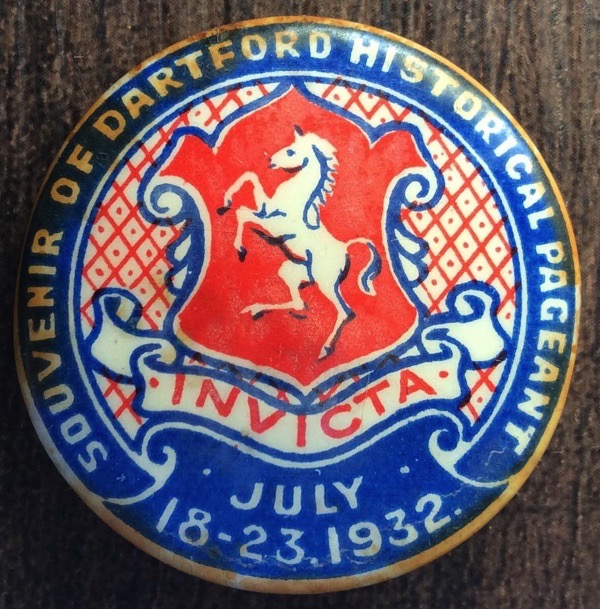 SOUVENIR OF DARTFORD HISTORICAL PAGEANT
·INVICTA·
· JULY ·
18-23.1932.